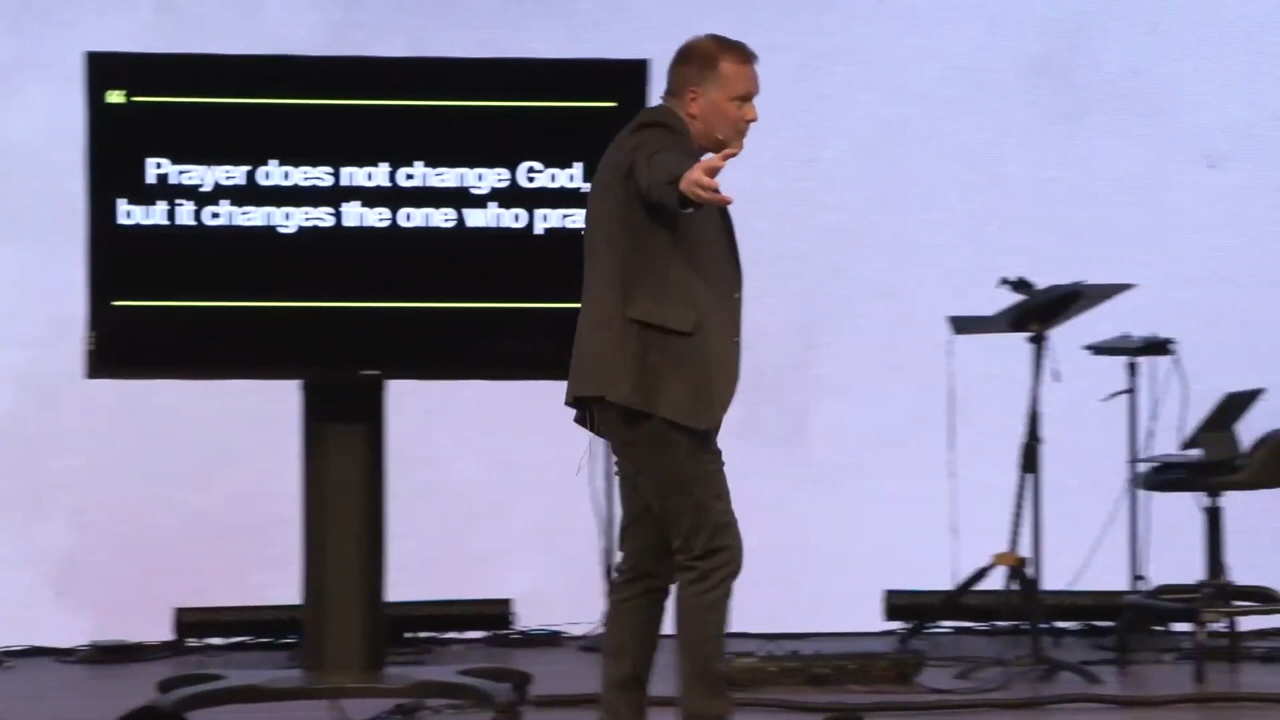 Prayer does not change God,
but it changes the one who